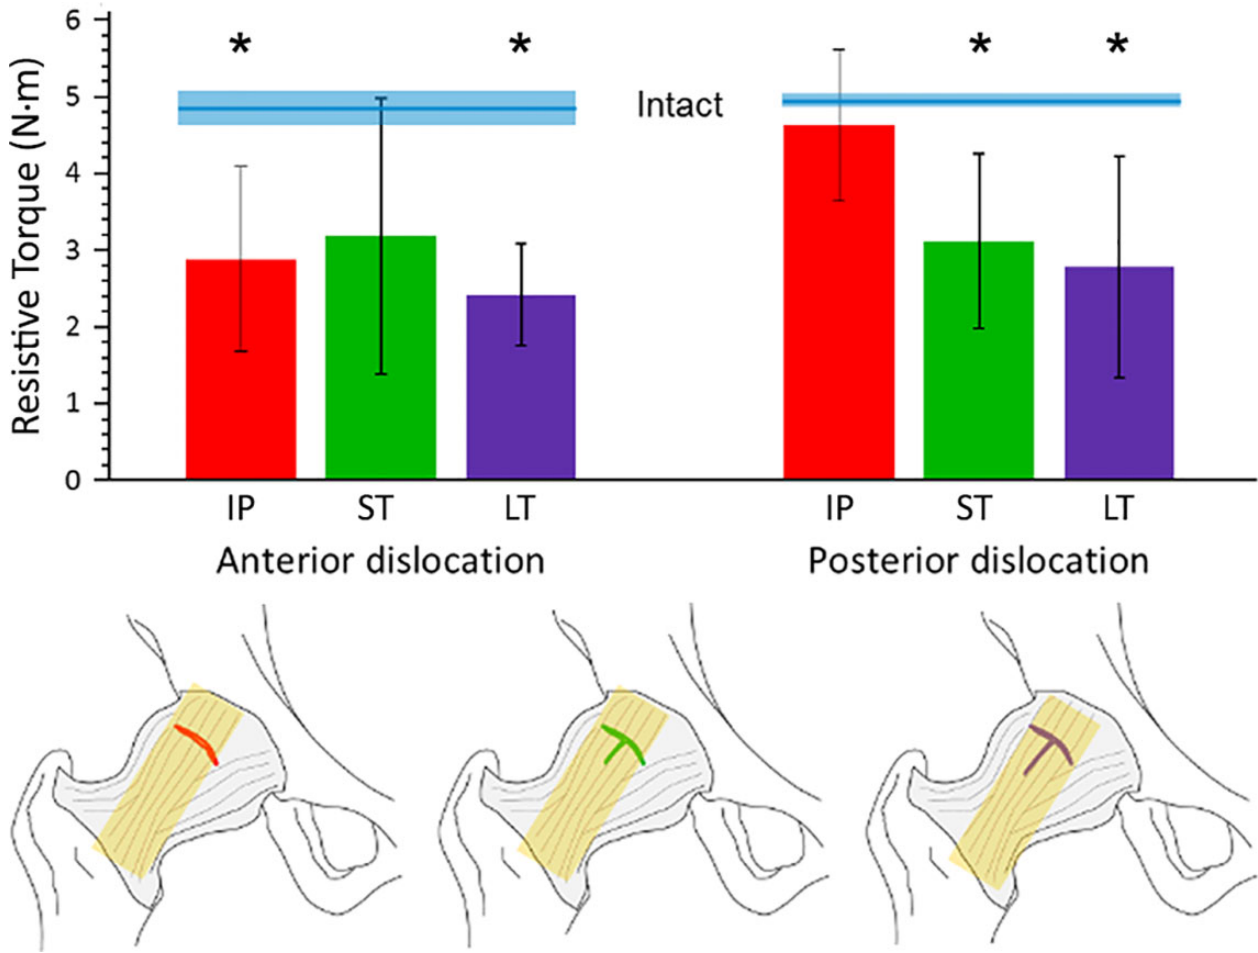 Resistive Torque (N·m)
6
5
4
3
2
1
0
*
*
Intact
*
*
IP
ST
LT
IP
ST
LT
Anterior dislocation
Posterior dislocation